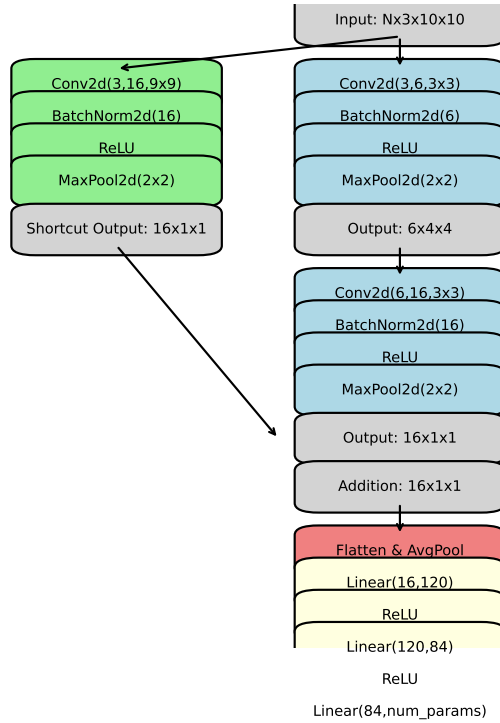 Input: Nx3x10x10
Conv2d(3,16,9x9)
BatchNorm2d(16)
ReLU
MaxPool2d(2x2)
Shortcut Output: 16x1x1
Conv2d(3,6,3x3)
BatchNorm2d(6)
ReLU
MaxPool2d(2x2)
Output: 6x4x4
Conv2d(6,16,3x3)
BatchNorm2d(16)
ReLU
MaxPool2d(2x2)
Output: 16x1x1
Addition: 16x1x1
Flatten & AvgPool
Linear(16,120)
ReLU
Linear(120,84)
ReLU
Linear(84,num_params)